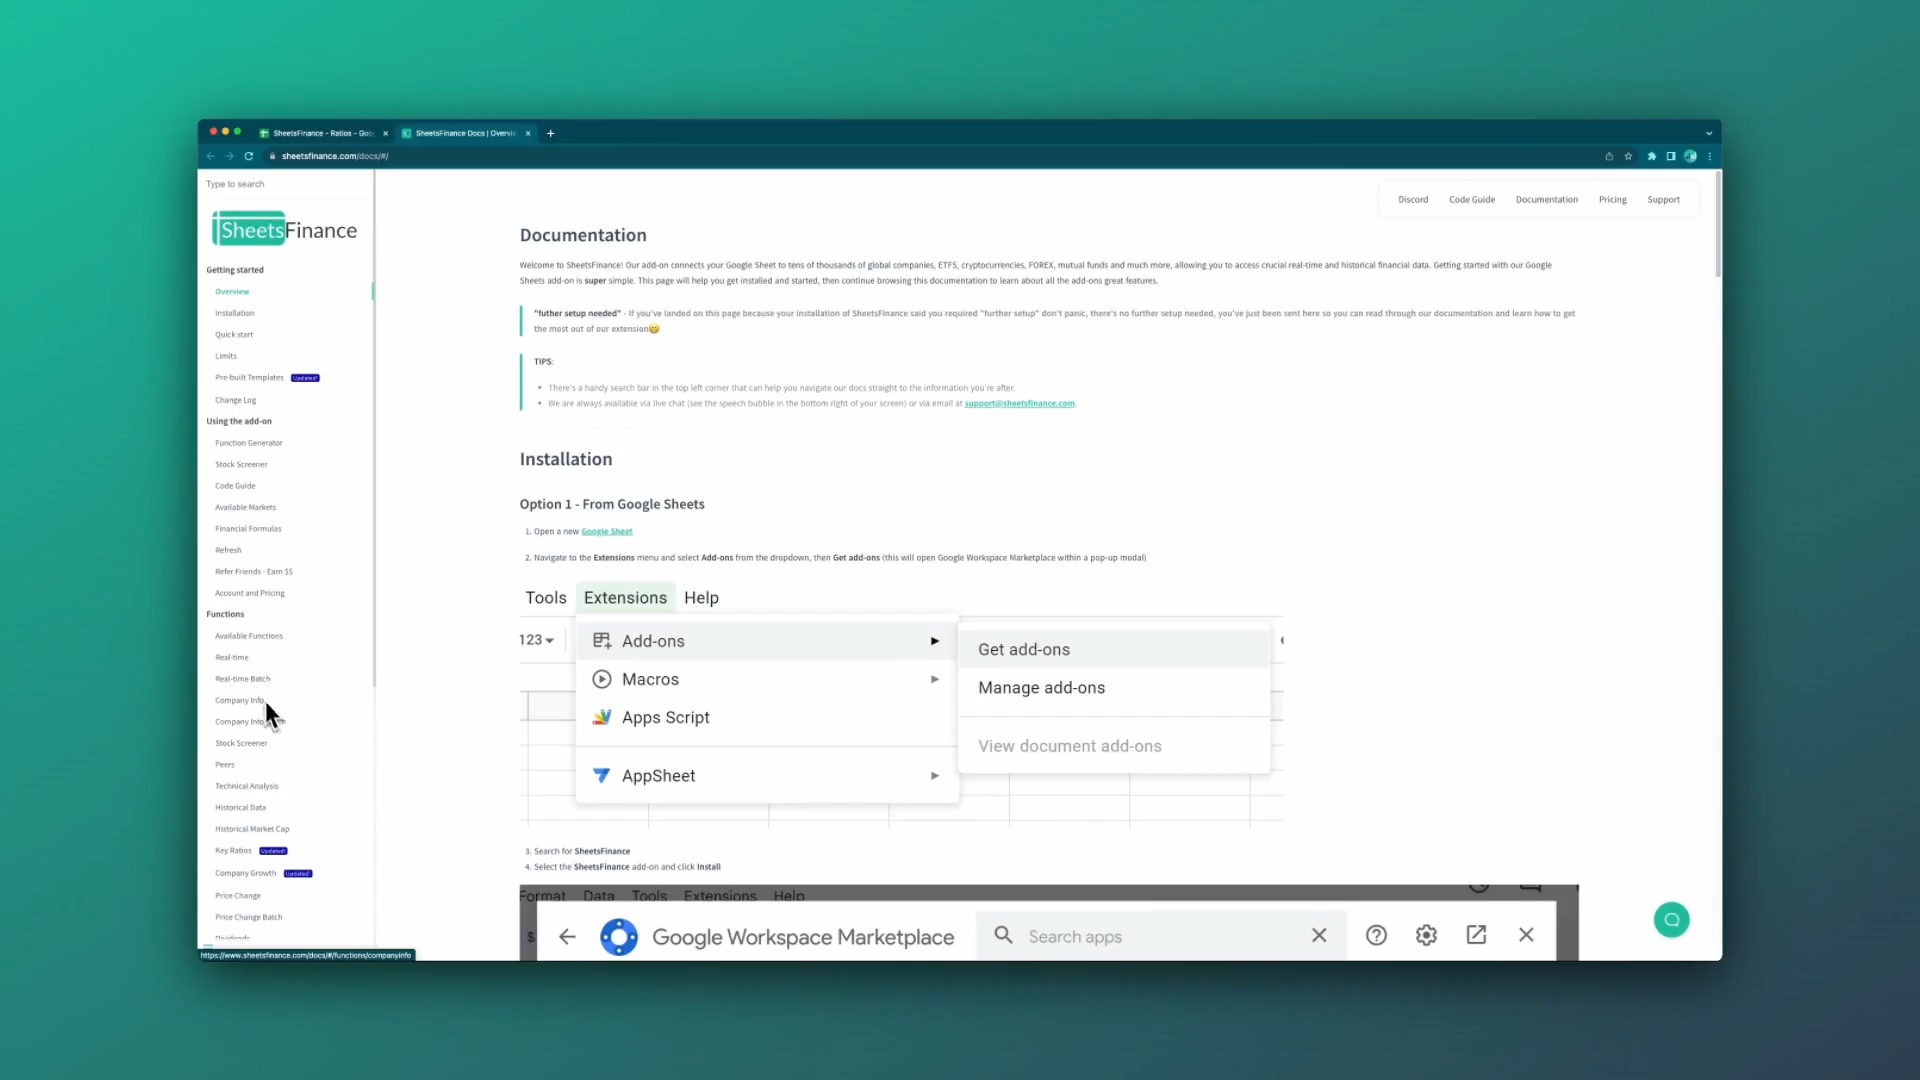 SheetsFinance - Ratios - Goo
SheetsFinance Docs | Overvie
sheetsfinance.com/docs/#/
Type to search
SheetsFinance
Getting started
Overview
Installation
Quick start
Limits
Pre-built Templates Updated!
Change Log
Using the add-on
Function Generator
Stock Screener
Code Guide
Available Markets
Financial Formulas
Refresh
Refer Friends - Earn $$
Account and Pricing
Functions
Available Functions
Real-time
Real-time Batch
Company Info
Company Info
Stock Screener
Peers
Technical Analysis
Historical Data
Historical Market Cap
Key Ratios Updated!
Company Growth Updated!
Price Change
Price Change Batch
Dividends
https://www.sheetsfinance.com/docs/#/functions/companyinfo
Discord Code Guide Documentation Pricing Support
Documentation
Welcome to SheetsFinance! Our add-on connects your Google Sheet to tens of thousands of global companies, ETFS, cryptocurrencies, FOREX, mutual funds and much more, allowing you to access crucial real-time and historical financial data. Getting started with our Google
Sheets add-on is super simple. This page will help you get installed and started, then continue browsing this documentation to learn about all the add-ons great features.
"futher setup needed" - If you've landed on this page because your installation of SheetsFinance said you required "further setup" don't panic, there's no further setup needed, you've just been sent here so you can read through our documentation and learn how to get
the most out of our extension😁
TIPS:
• There's a handy search bar in the top left corner that can help you navigate our docs straight to the information you're after.
• We are always available via live chat (see the speech bubble in the bottom right of your screen) or via email at support@sheetsfinance.com.
Installation
Option 1 - From Google Sheets
1. Open a new Google Sheet
2. Navigate to the Extensions menu and select Add-ons from the dropdown, then Get add-ons (this will open Google Workspace Marketplace within a pop-up modal)
Tools Extensions Help
123
Add-ons
Macros
Apps Script
AppSheet
Get add-ons
Manage add-ons
View document add-ons
3. Search for SheetsFinance
4. Select the SheetsFinance add-on and click Install
Format Data Tools Extensions Help
$
Google Workspace Marketplace
Search apps